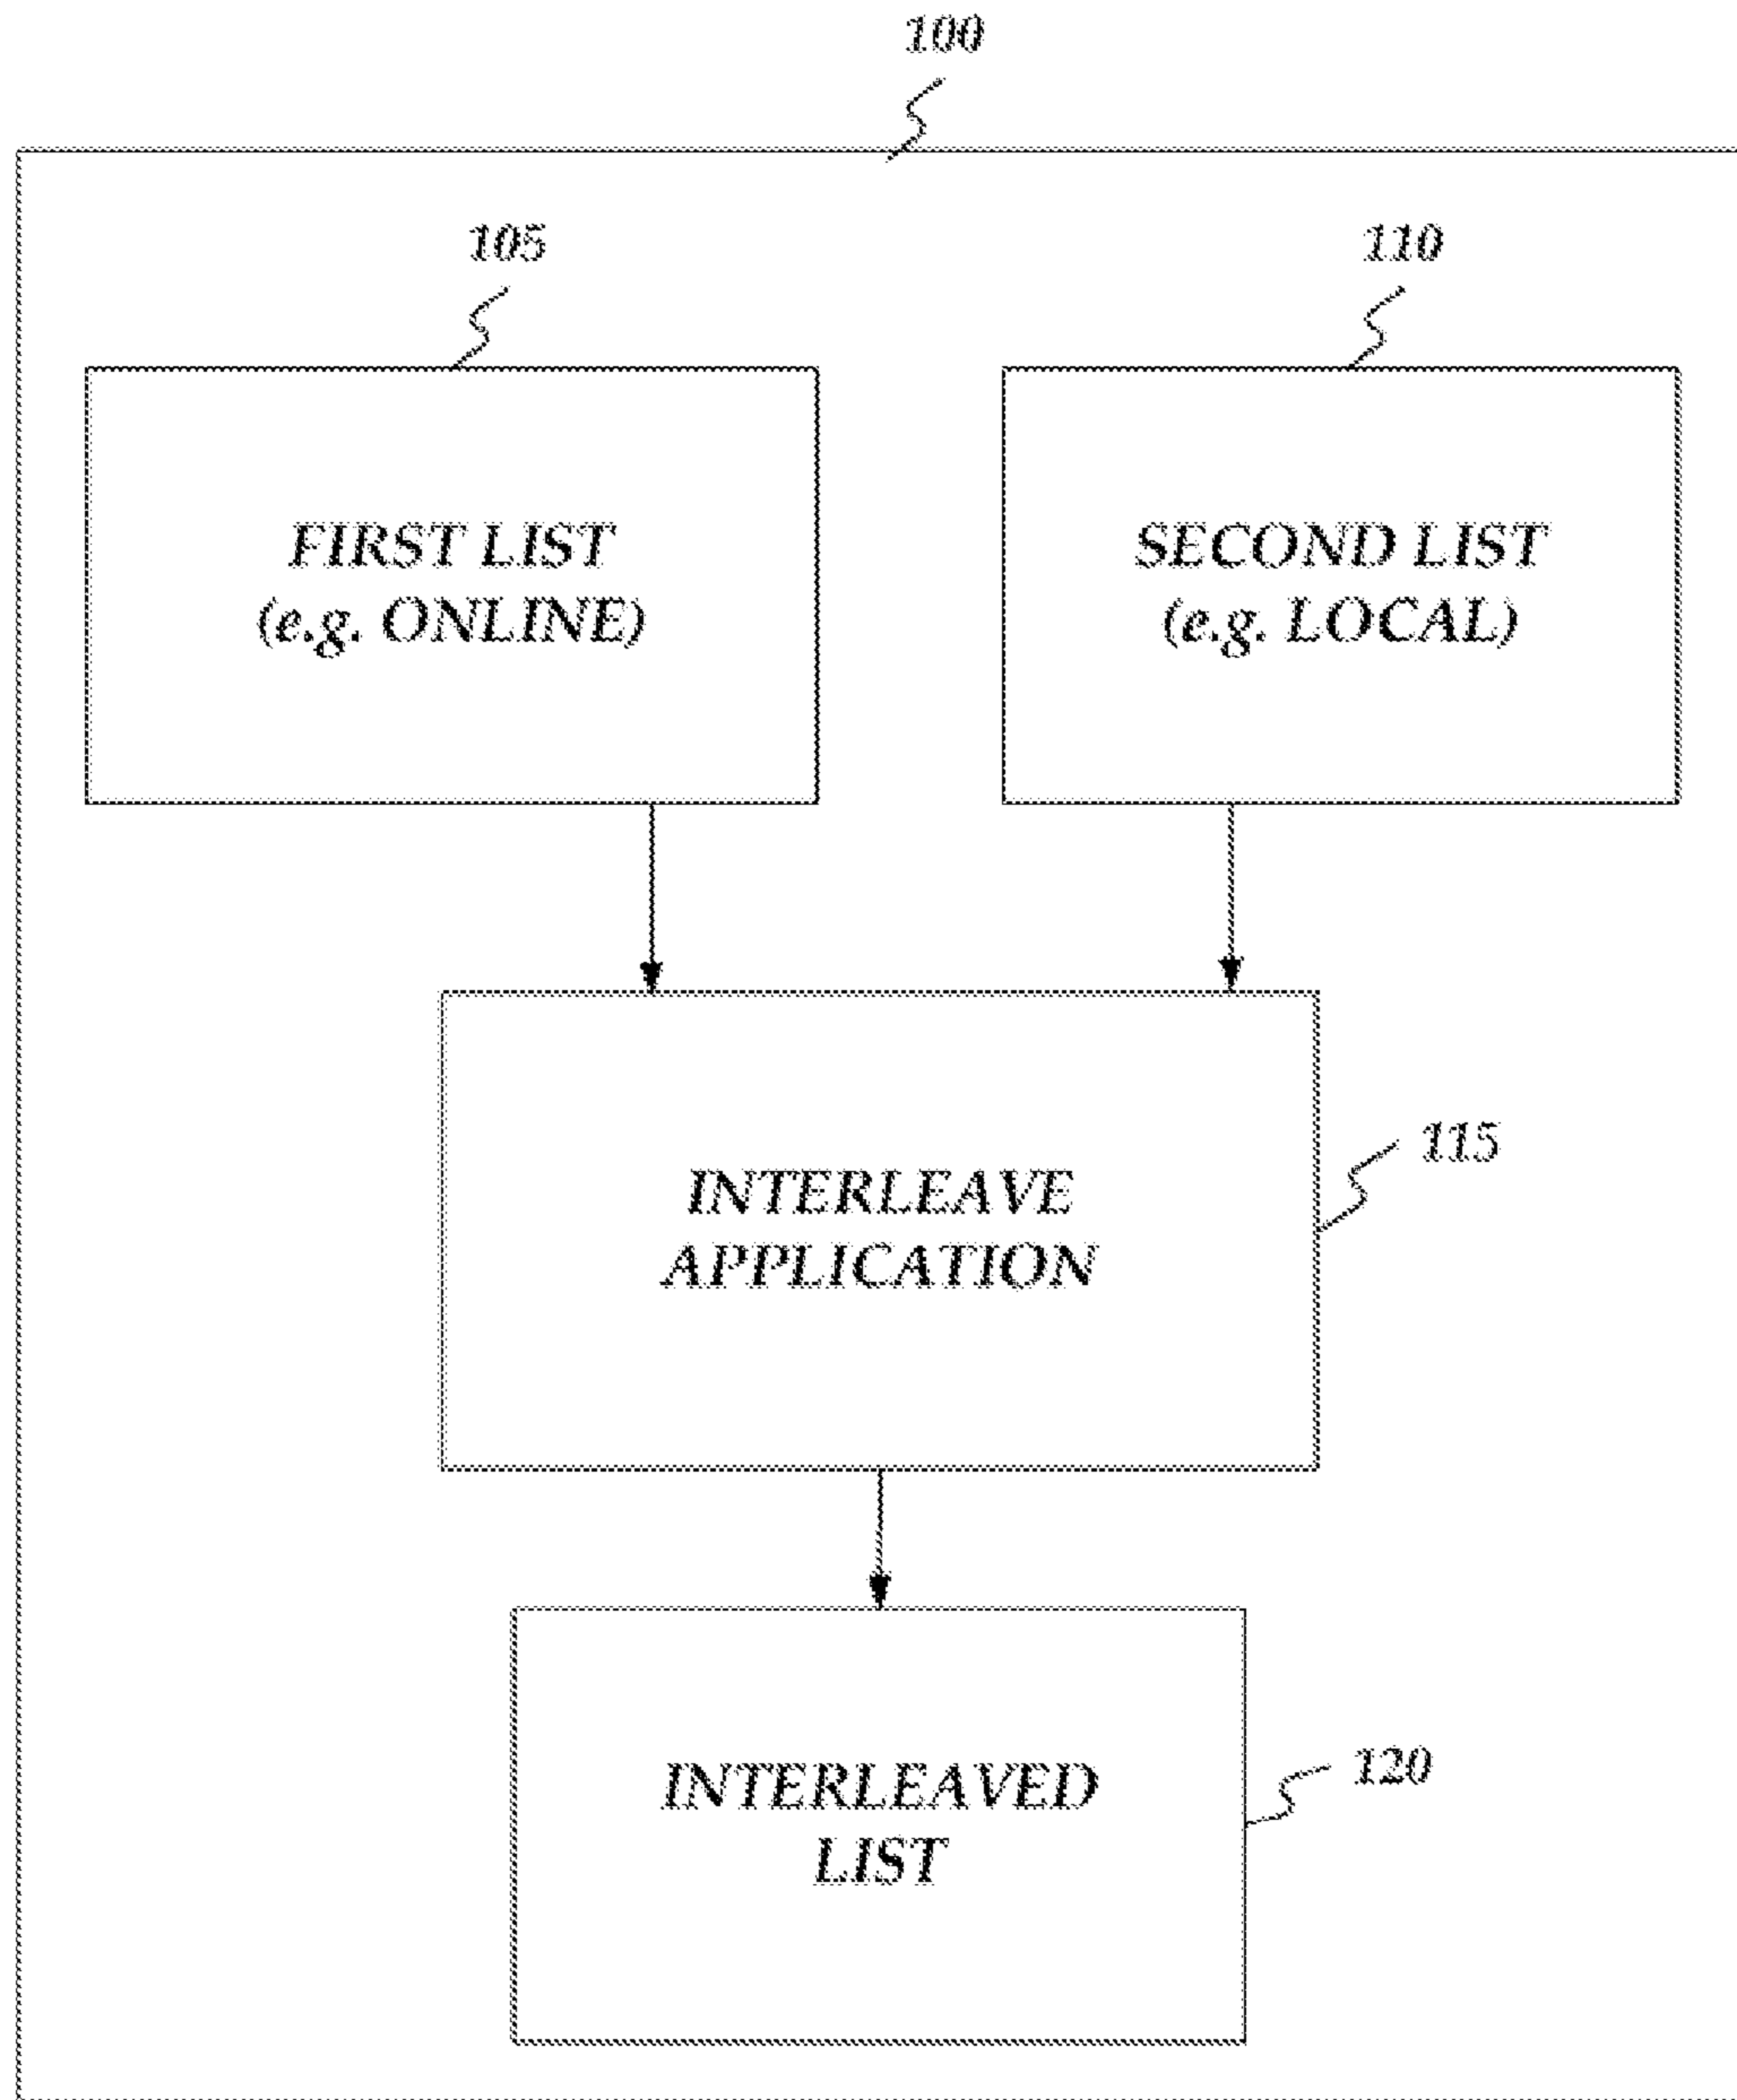 100
105
110
FIRST LIST
(e.g. ONLINE)
SECOND LIST
(e.g. LOCAL)
INTERLEAVE
APPLICATION
115
INTERLEAVED
LIST
120